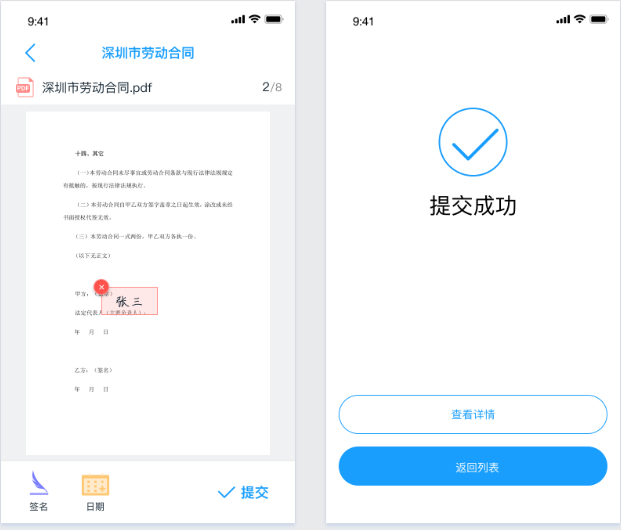 9:41
深圳市劳动合同
PDF
深圳市劳动合同.pdf
2/8
十四、其它
（一）本劳动合同未尽事宜或劳动合同条款与现行法律法规规定
有抵触的，按现行法律法规执行。
（二）本劳动合同自甲乙双方签字盖章之日起生效，涂改或未经
书面授权代签无效。
（三）本劳动合同一式两份，甲乙双方各执一份。
（以下无正文）
甲方：
张三
法定代表人
年 月 日
乙方：（签名）
年 月 日
签名
日期
提交
9:41
提交成功
查看详情
返回列表